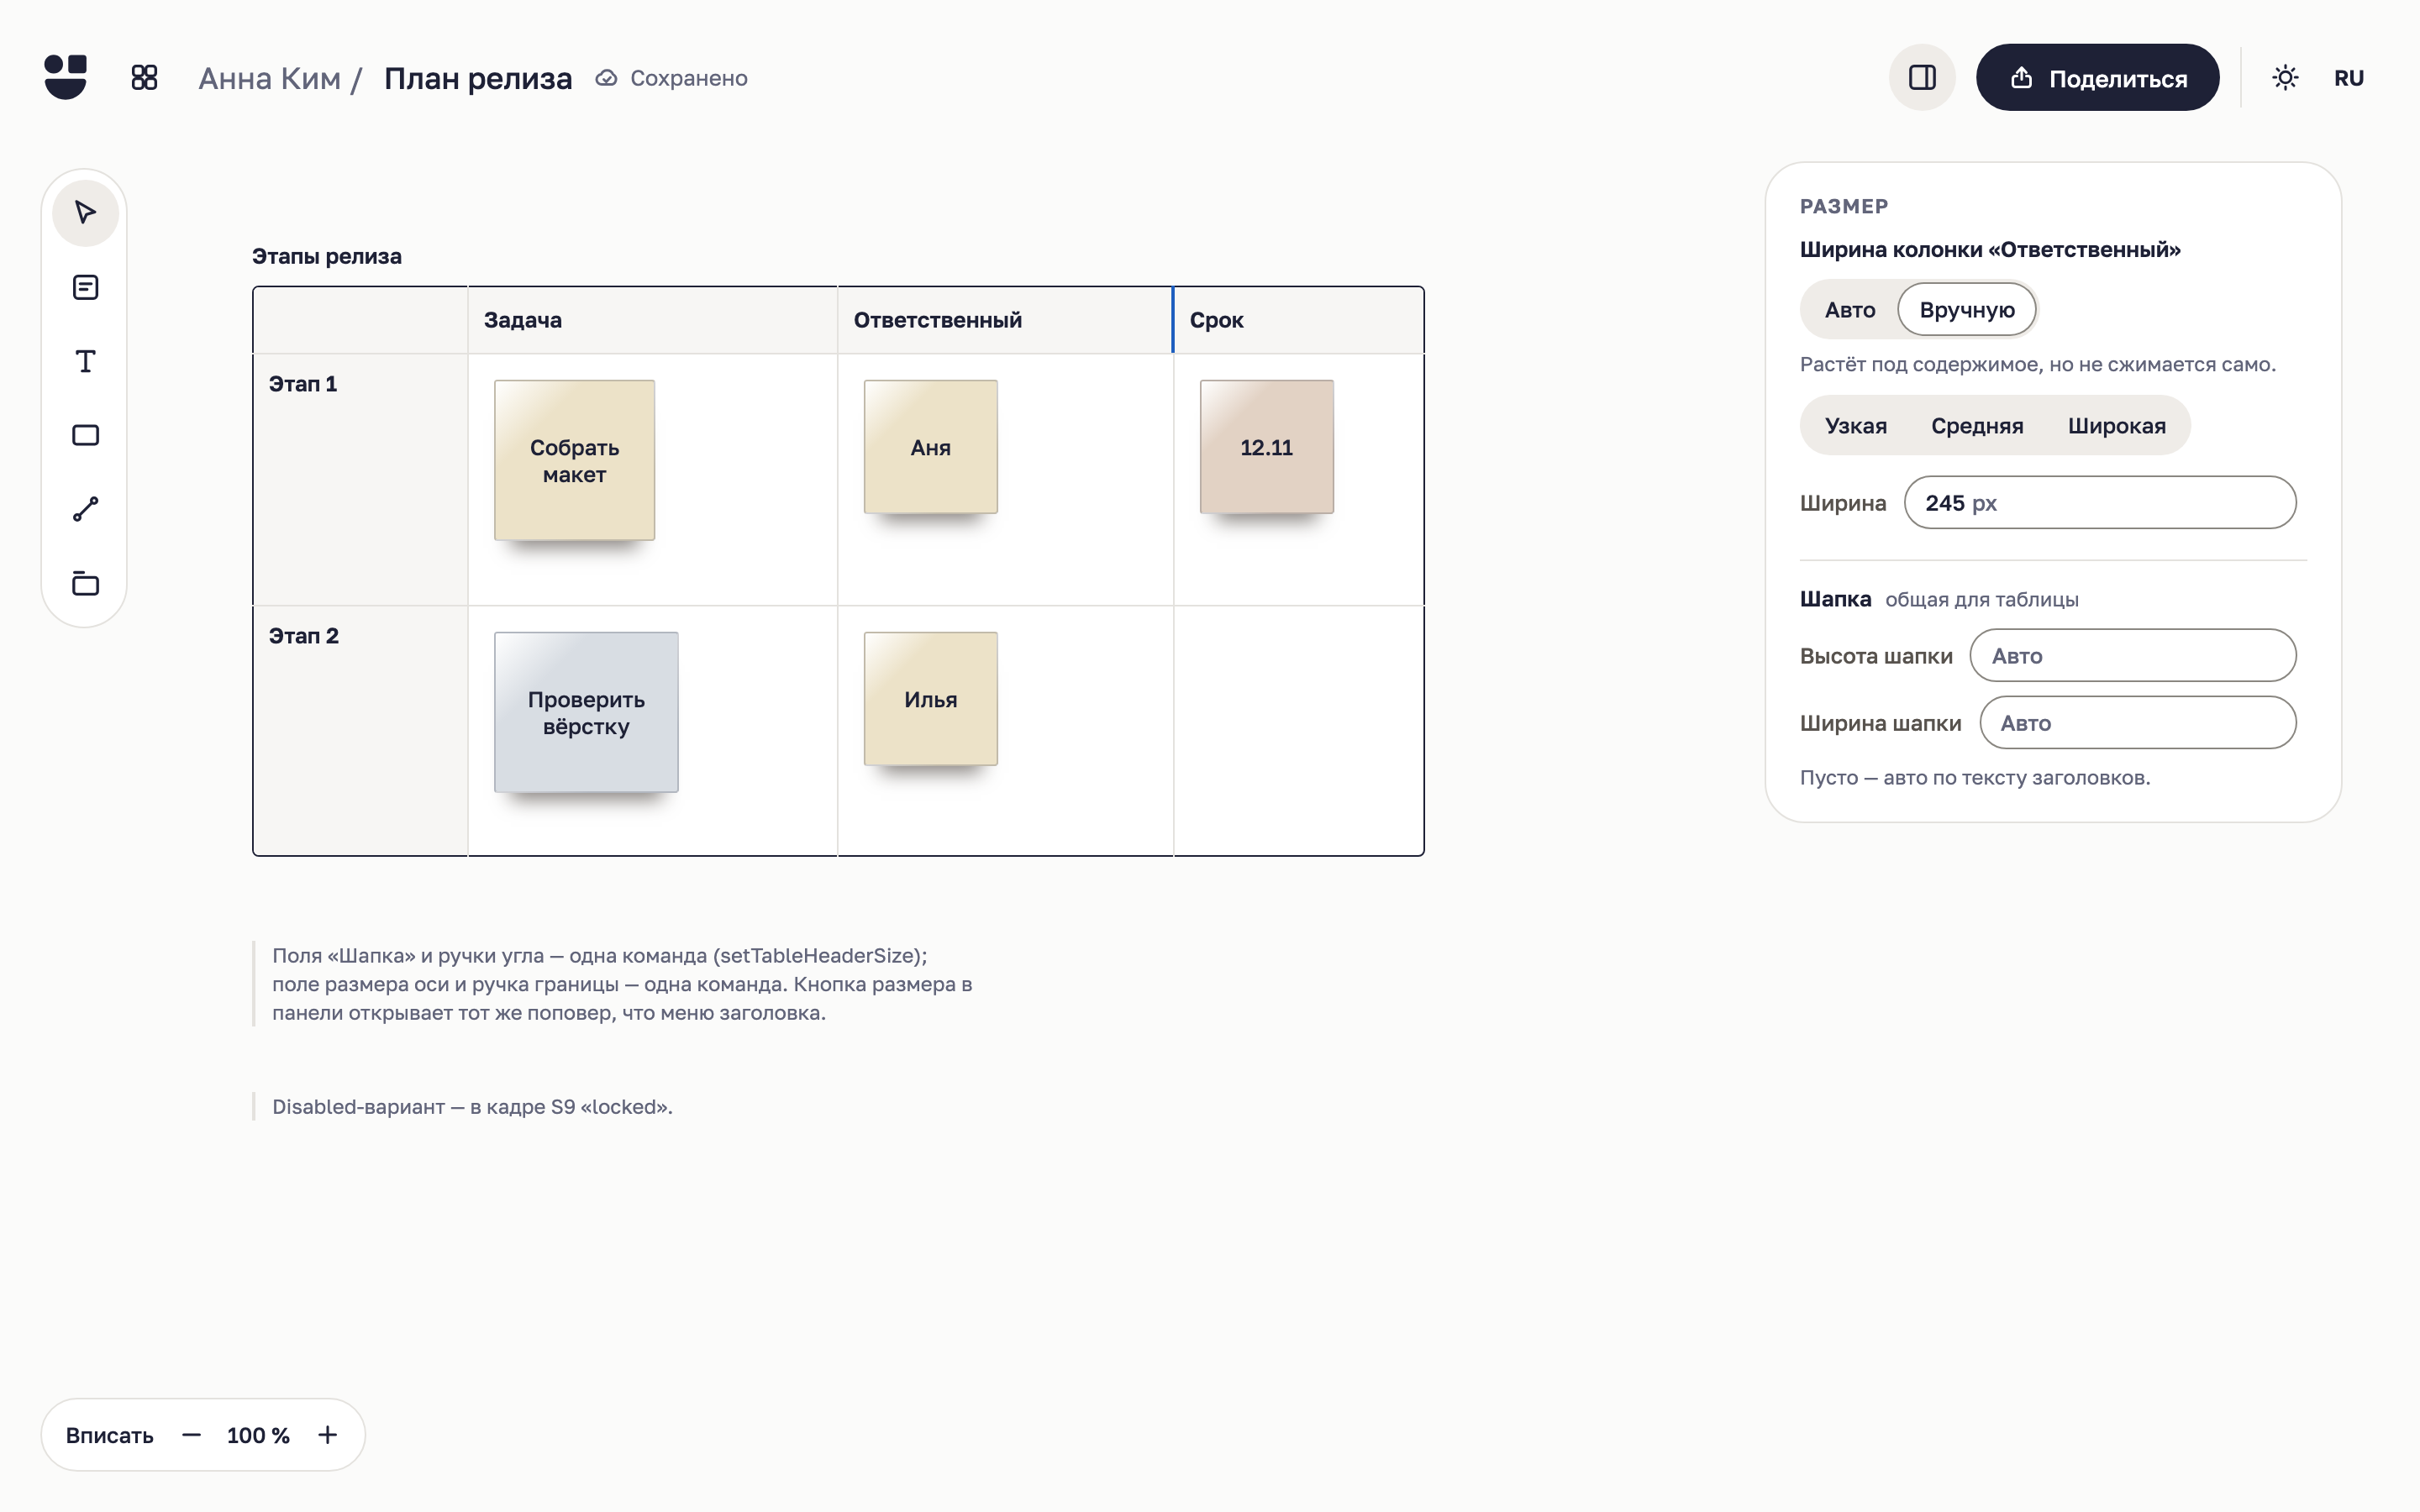 Анна Ким / План релиза Сохранено
Поделиться
RU
Этапы релиза
Задача Ответственный Срок
Этап 1
Собрать
макет
Аня
12.11
Этап 2
Проверить
вёрстку
Илья
РАЗМЕР
Ширина колонки «Ответственный»
Авто Вручную
Растёт под содержимое, но не сжимается само.
Узкая Средняя Широкая
Ширина 245 px
Шапка общая для таблицы
Высота шапки Авто
Ширина шапки Авто
Пусто — авто по тексту заголовков.
Поля «Шапка» и ручки угла — одна команда (setTableHeaderSize);
поле размера оси и ручка границы — одна команда. Кнопка размера в
панели открывает тот же поповер, что меню заголовка.
Disabled-вариант — в кадре S9 «locked».
Вписать — 100 % +